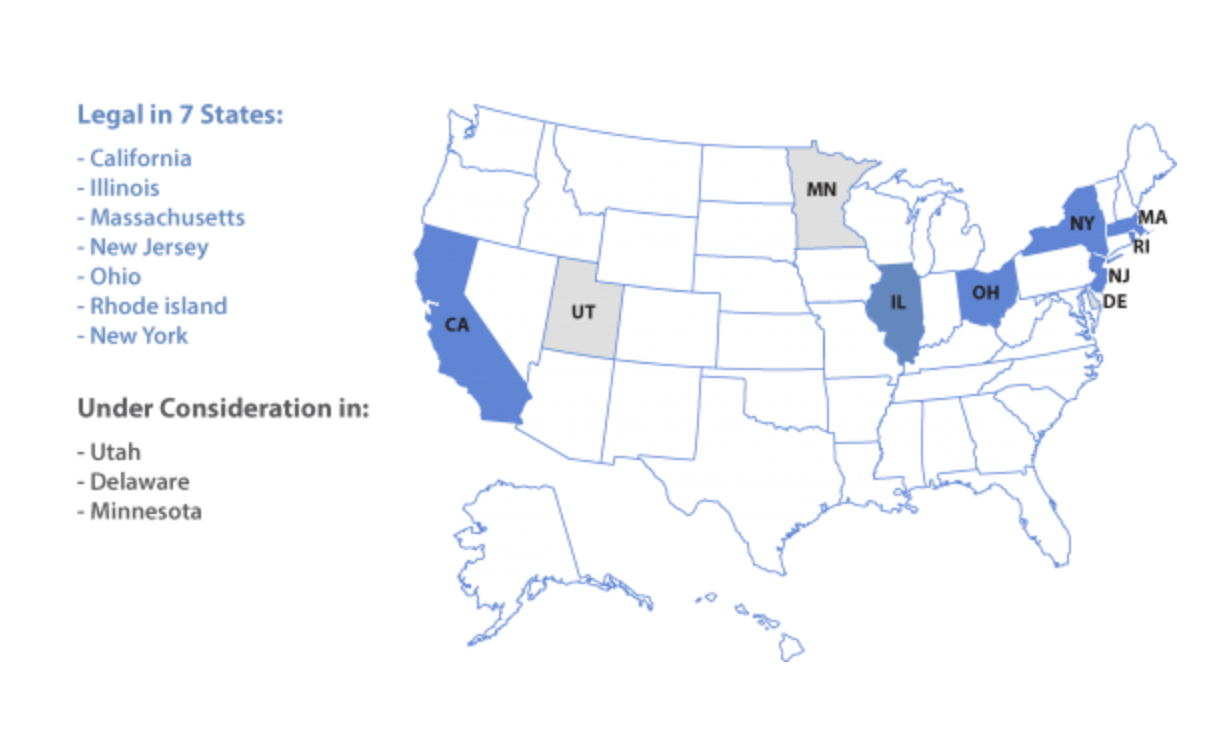 Legal in 7 States:
- California
- Illinois
- Massachusetts
- New Jersey
- Ohio
- Rhode island
- New York
Under Consideration in:
- Utah
- Delaware
- Minnesota
MN
NY
MA
RI
NJ
DE
OH
IL
UT
CA